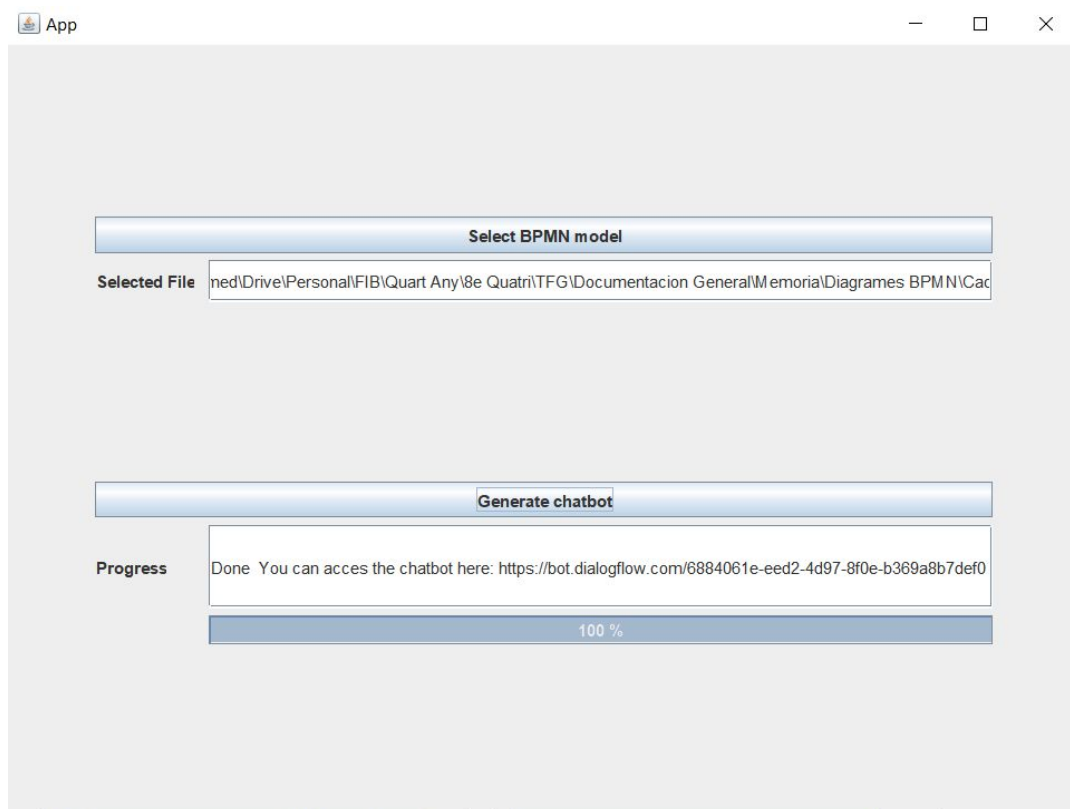 App
Select BPMN model
Selected File ned\Drive\Personal\FIB\Quart Any\8e Quatri\TFG\Documentacion General\Memoria\Diagrames BPMN\Cac
Generate chatbot
Progress Done  You can acces the chatbot here: https://bot.dialogflow.com/6884061e-eed2-4d97-8f0e-b369a8b7def0
100 %